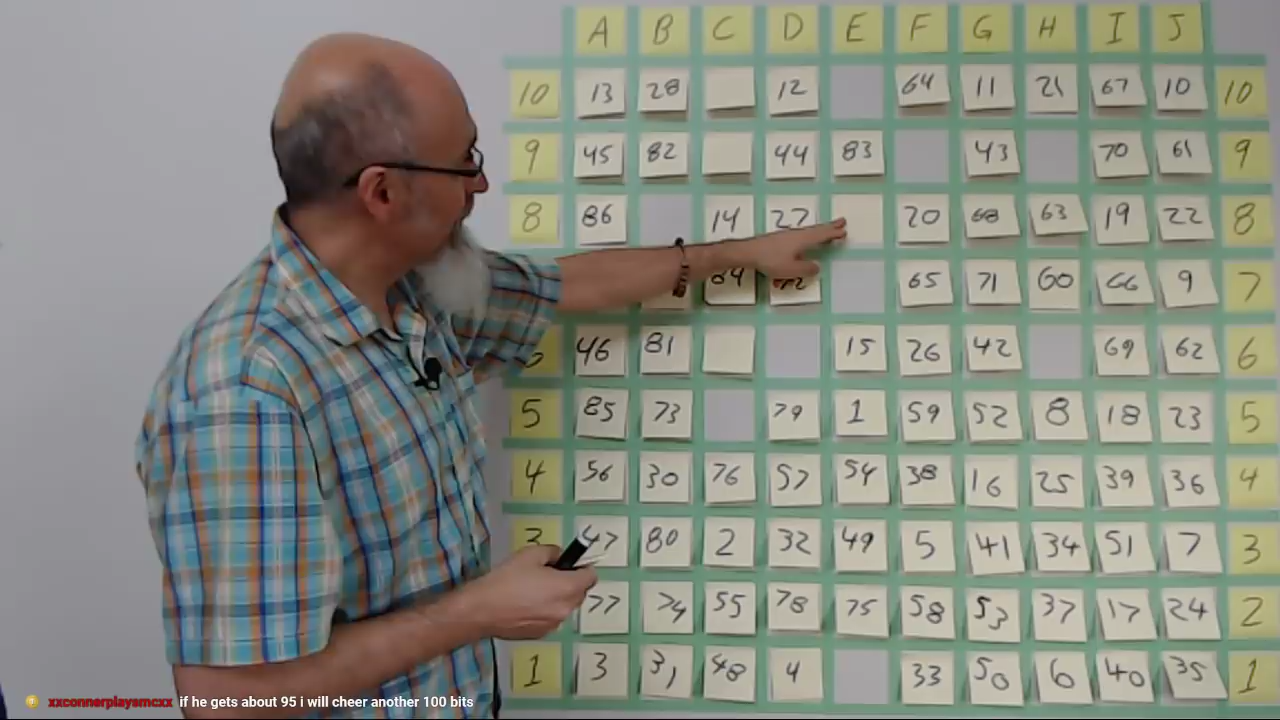 A B C D E F G H I J
10 13 28 12 64 11 21 67 10 10
9 45 82 44 83 43 70 61 9
8 86 14 27 20 68 63 19 22 8
65 71 60 66 9 7
46 81 15 26 42 69 62 6
5 85 73 79 1 59 52 8 18 23 5
4 56 30 76 57 54 38 16 25 39 36 4
3 47 80 2 32 49 5 41 34 51 7 3
77 74 55 78 75 58 53 37 17 24 2
1 3 31 48 4 33 50 6 40 35 1
xxconnerplaysmcxx if he gets about 95 i will cheer another 100 bits